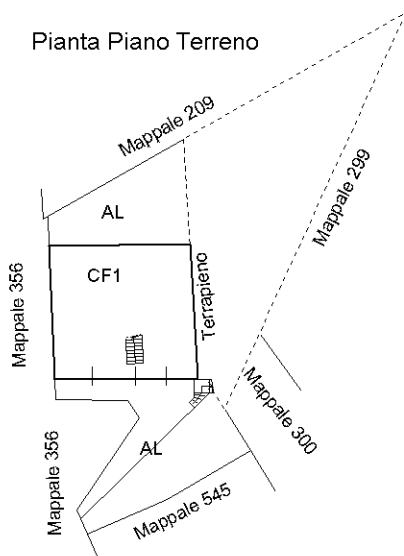 Pianta Piano Terreno
Mappale 209
AL
Mappale 299
Mappale 356
CF1
Terrapieno
Mappale 300
AL
Mappale 356
Mappale 545